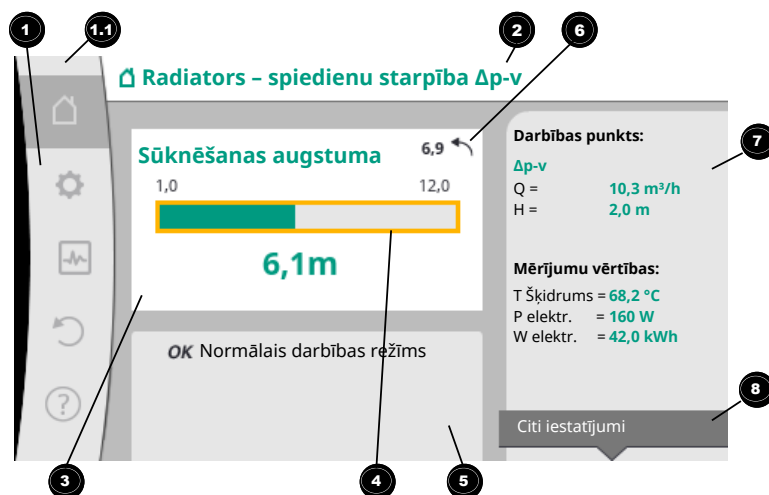 1
1.1
2
6
Radiators – spiedienu starpība Δp-v
Sūknēšanas augstuma
6,9
1,0
12,0
6,1m
OK Normālais darbības režīms
Darbības punkts:
7
Δp-v
Q = 10,3 m³/h
H = 2,0 m
Mērījumu vērtības:
T Šķidrums = 68,2 °C
P elektr. = 160 W
W elektr. = 42,0 kWh
8
Citi iestatījumi
?
3
4
5